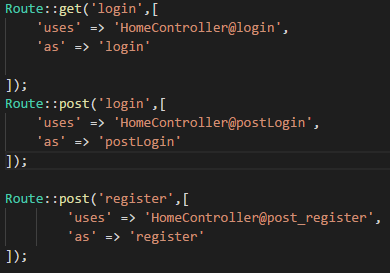 Route::get('login',[
    'uses' => 'HomeController@login',
    'as' => 'login'

]);
Route::post('login',[
    'uses' => 'HomeController@postLogin',
    'as' => 'postLogin'
]);

Route::post('register',[
        'uses' => 'HomeController@post_register',
        'as' => 'register'
]);